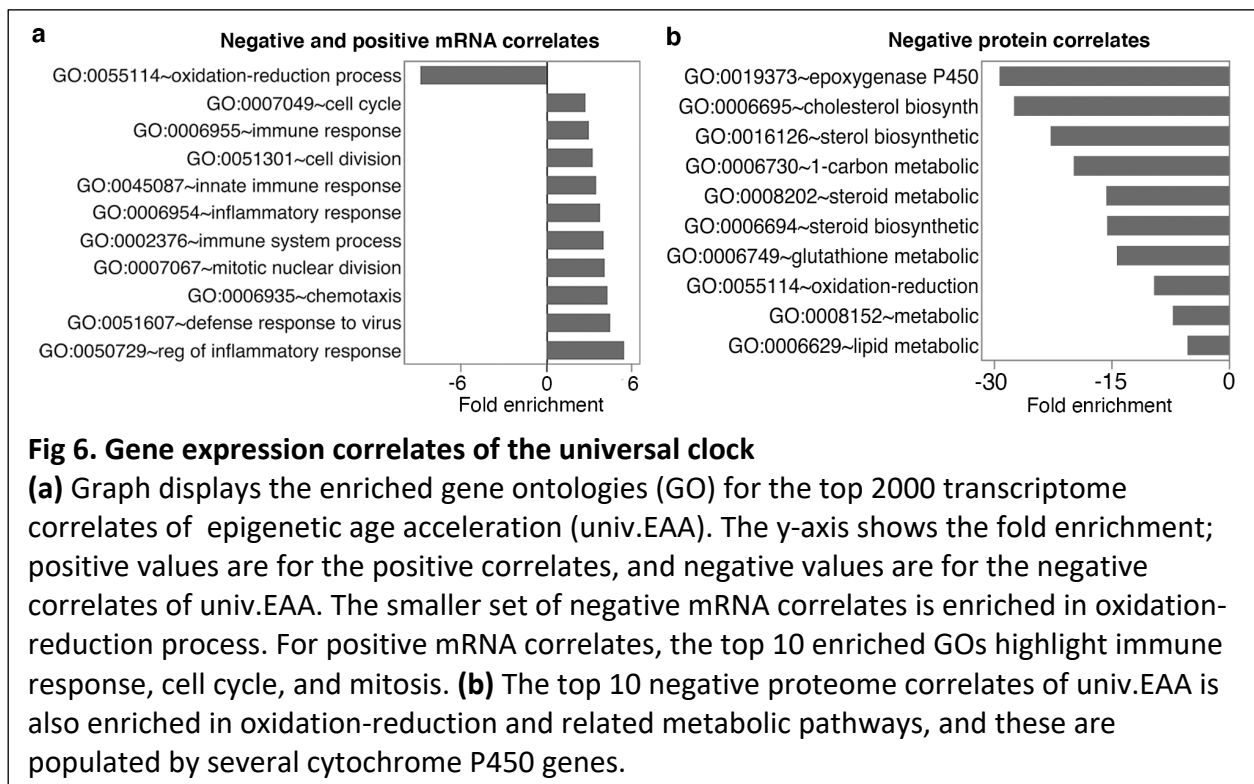 a
Negative and positive mRNA correlates
GO:0055114~oxidation-reduction process
GO:0007049~cell cycle
GO:0006955~immune response
GO:0051301~cell division
GO:0045087~innate immune response
GO:0006954~inflammatory response
GO:0002376~immune system process
GO:0007067~mitotic nuclear division
GO:0006935~chemotaxis
GO:0051607~defense response to virus
GO:0050729~reg of inflammatory response
-6 0 6
Fold enrichment
b
Negative protein correlates
GO:0019373~epoxygenase P450
GO:0006695~cholesterol biosynth
GO:0016126~sterol biosynthetic
GO:0006730~1-carbon metabolic
GO:0008202~steroid metabolic
GO:0006694~steroid biosynthetic
GO:0006749~glutathione metabolic
GO:0055114~oxidation-reduction
GO:0008152~metabolic
GO:0006629~lipid metabolic
-30 -15 0
Fold enrichment
Fig 6. Gene expression correlates of the universal clock
(a) Graph displays the enriched gene ontologies (GO) for the top 2000 transcriptome
correlates of epigenetic age acceleration (univ.EAA). The y-axis shows the fold enrichment;
positive values are for the positive correlates, and negative values are for the negative
correlates of univ.EAA. The smaller set of negative mRNA correlates is enriched in oxidation-
reduction process. For positive mRNA correlates, the top 10 enriched GOs highlight immune
response, cell cycle, and mitosis. (b) The top 10 negative proteome correlates of univ.EAA is
also enriched in oxidation-reduction and related metabolic pathways, and these are
populated by several cytochrome P450 genes.